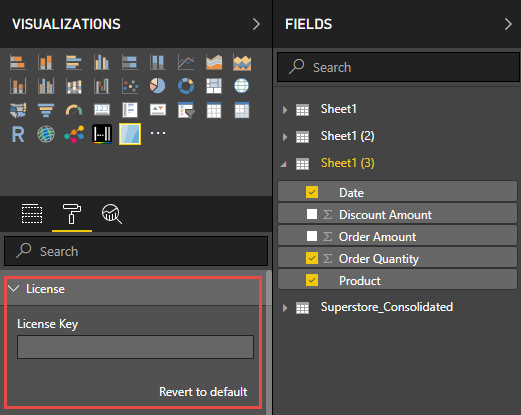 VISUALIZATIONS
R
Search
License
License Key
Revert to default
FIELDS
Search
Sheet1
Sheet1 (2)
Sheet1 (3)
Date
Σ Discount Amount
Σ Order Amount
Σ Order Quantity
Product
Superstore_Consolidated